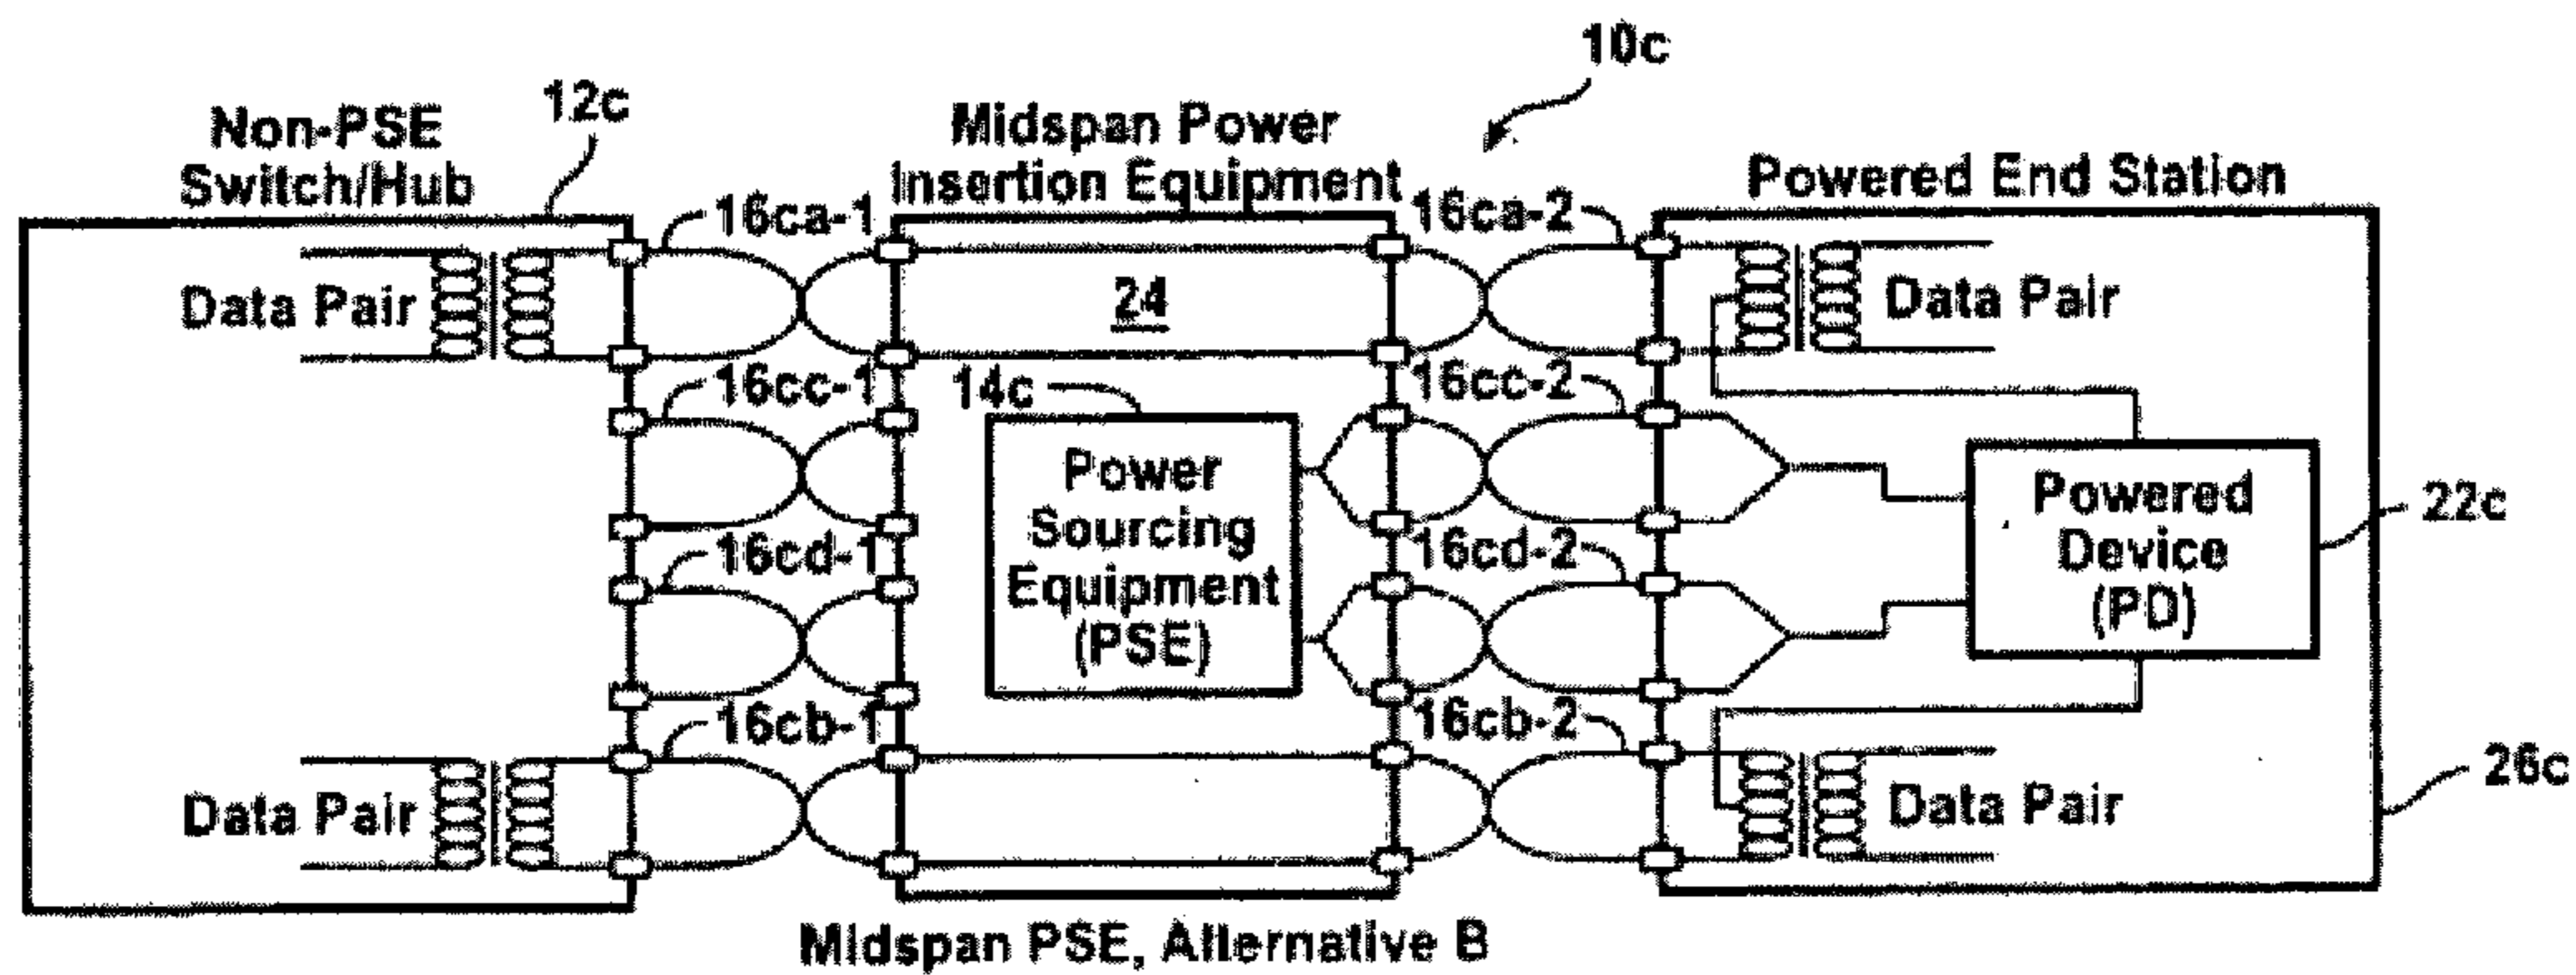 10c
12c
Non-PSE
Switch/Hub
Midspan Power
Insertion Equipment
Powered End Station
16ca-1
16ca-2
Data Pair
24
Data Pair
16cc-1
14c
16cc-2
Power
Sourcing
Equipment
(PSE)
Powered
Device
(PD)
22c
16cd-1
16cd-2
16cb-1
16cb-2
26c
Data Pair
Data Pair
Midspan PSE, Alternative B